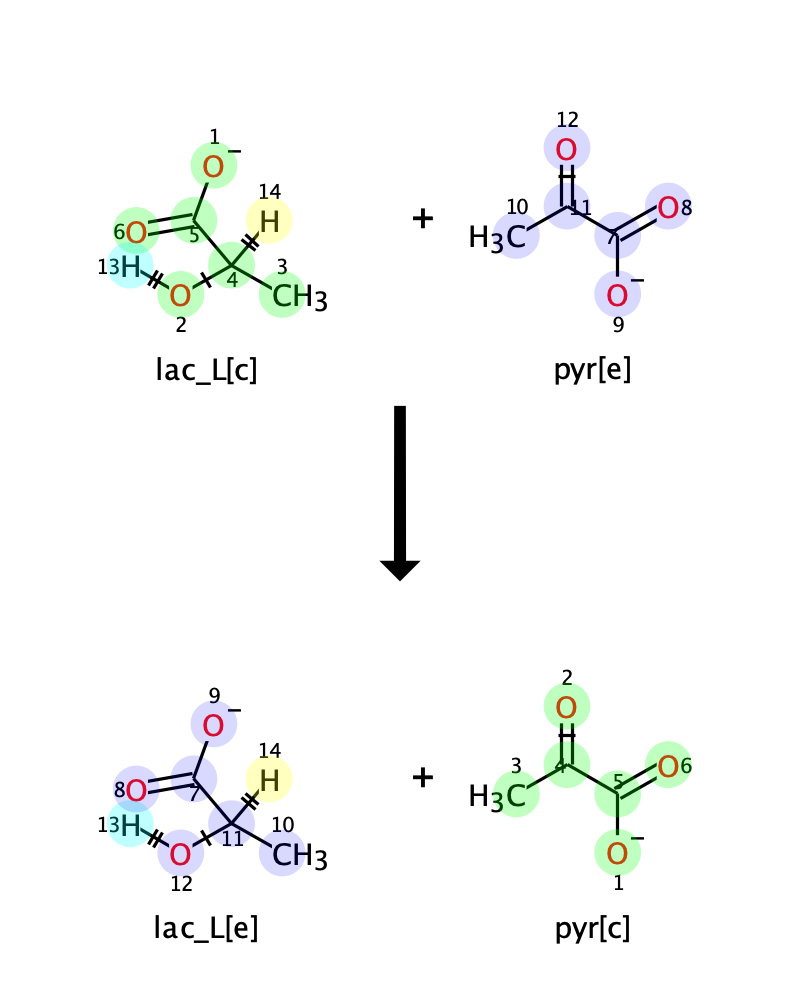 1
O⁻
14
H
6O
5
13H
4
3
CH₃
O
2
lac_L[c]
+
12
O
10
11
H₃C
7
O8
O⁻
9
pyr[e]
9
O⁻
14
H
8O
7
13H
11
10
CH₃
O
12
lac_L[e]
+
2
O
3
4
H₃C
5
O6
O⁻
1
pyr[c]